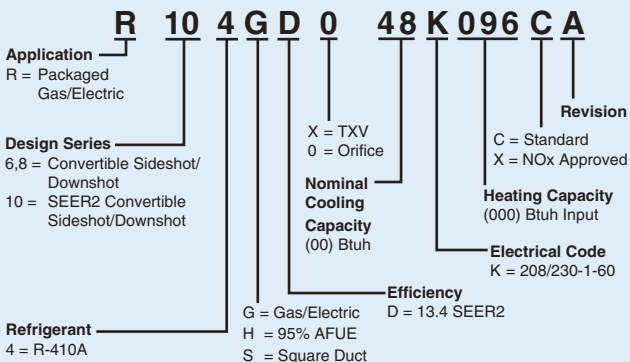 R 10 4 G D 0 48 K 096 C A
Application
R = Packaged
Gas/Electric
Design Series
6,8 = Convertible Sideshot/
Downshot
10 = SEER2 Convertible
Sideshot/Downshot
Refrigerant
4 = R-410A
G = Gas/Electric
H = 95% AFUE
S = Square Duct
Efficiency
D = 13.4 SEER2
X = TXV
0 = Orifice
Nominal
Cooling
Capacity
(00) Btuh
Electrical Code
K = 208/230-1-60
Heating Capacity
(000) Btuh Input
C = Standard
X = NOx Approved
Revision